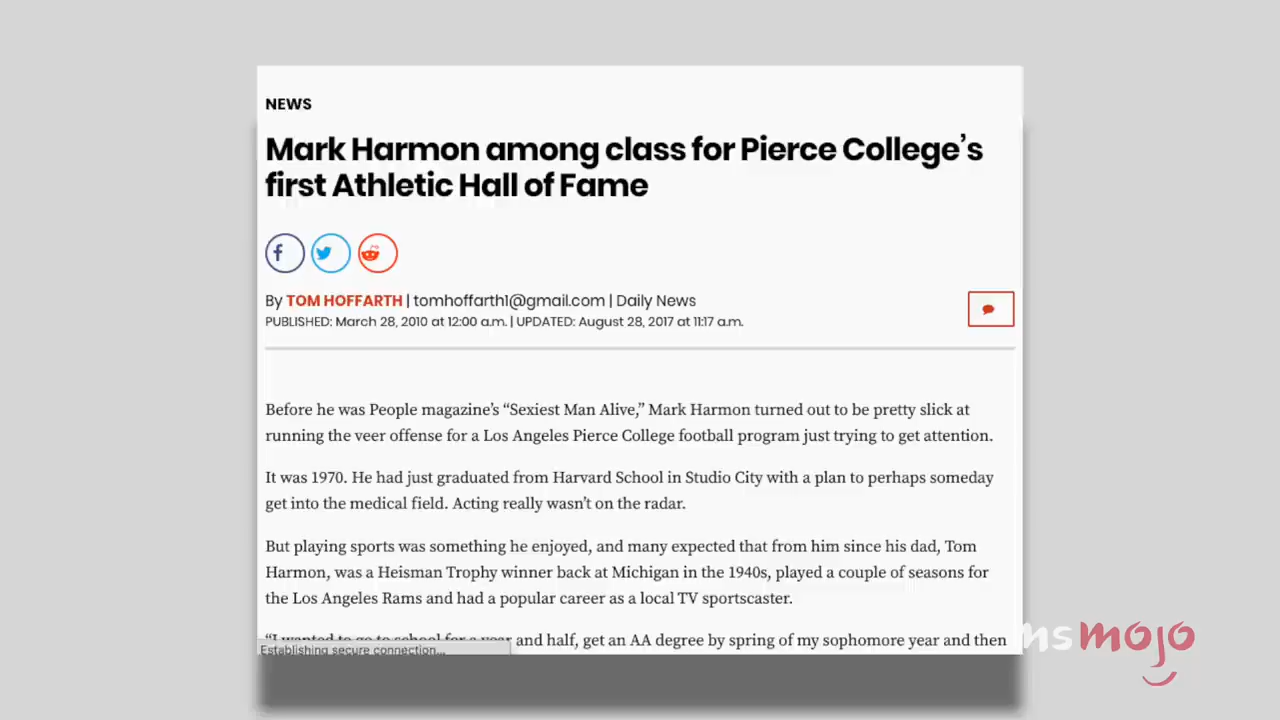 NEWS
Mark Harmon among class for Pierce College’s
first Athletic Hall of Fame
By TOM HOFFARTH | tomhoffarth1@gmail.com | Daily News
PUBLISHED: March 28, 2010 at 12:00 a.m. | UPDATED: August 28, 2017 at 11:17 a.m.
Before he was People magazine’s “Sexiest Man Alive,” Mark Harmon turned out to be pretty slick at
running the veer offense for a Los Angeles Pierce College football program just trying to get attention.
It was 1970. He had just graduated from Harvard School in Studio City with a plan to perhaps someday
get into the medical field. Acting really wasn’t on the radar.
But playing sports was something he enjoyed, and many expected that from him since his dad, Tom
Harmon, was a Heisman Trophy winner back at Michigan in the 1940s, played a couple of seasons for
the Los Angeles Rams and had a popular career as a local TV sportscaster.
“I wanted to go to school for a year and half, get an AA degree by spring of my sophomore year and then
Establishing secure connection...
msmojo